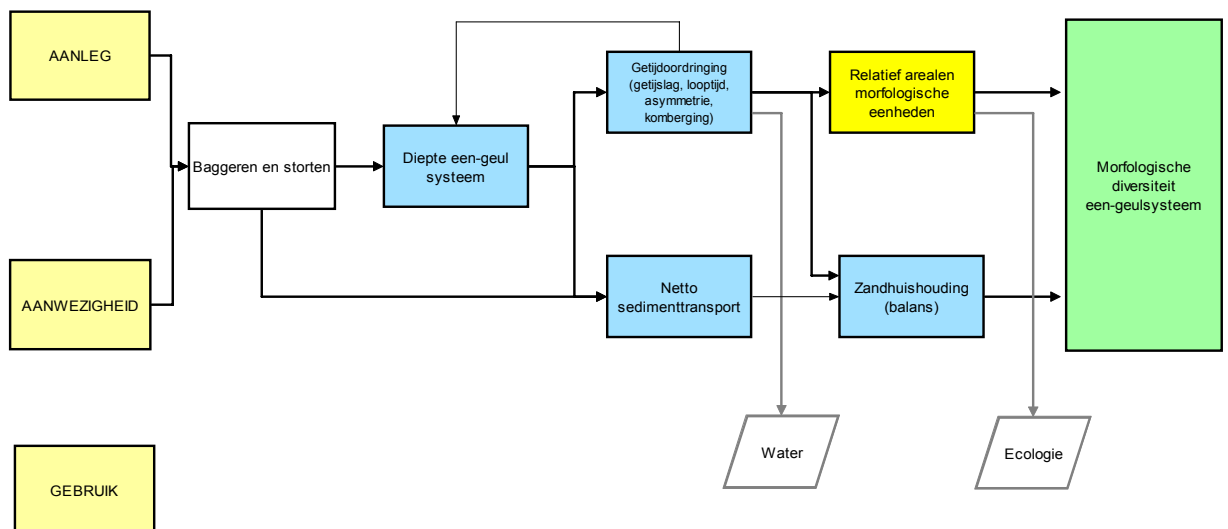 AANLEG
AANWEZIGHEID
GEBRUIK
Baggeren en storten
Diepte een-geul
systeem
Getijdoordringing
(getijslag, looptijd,
asymmetrie,
komberging)
Netto
sedimenttransport
Relatief arealen
morfologische
eenheden
Zandhuishouding
(balans)
Morfologische
diversiteit
een-geulsysteem
Water
Ecologie